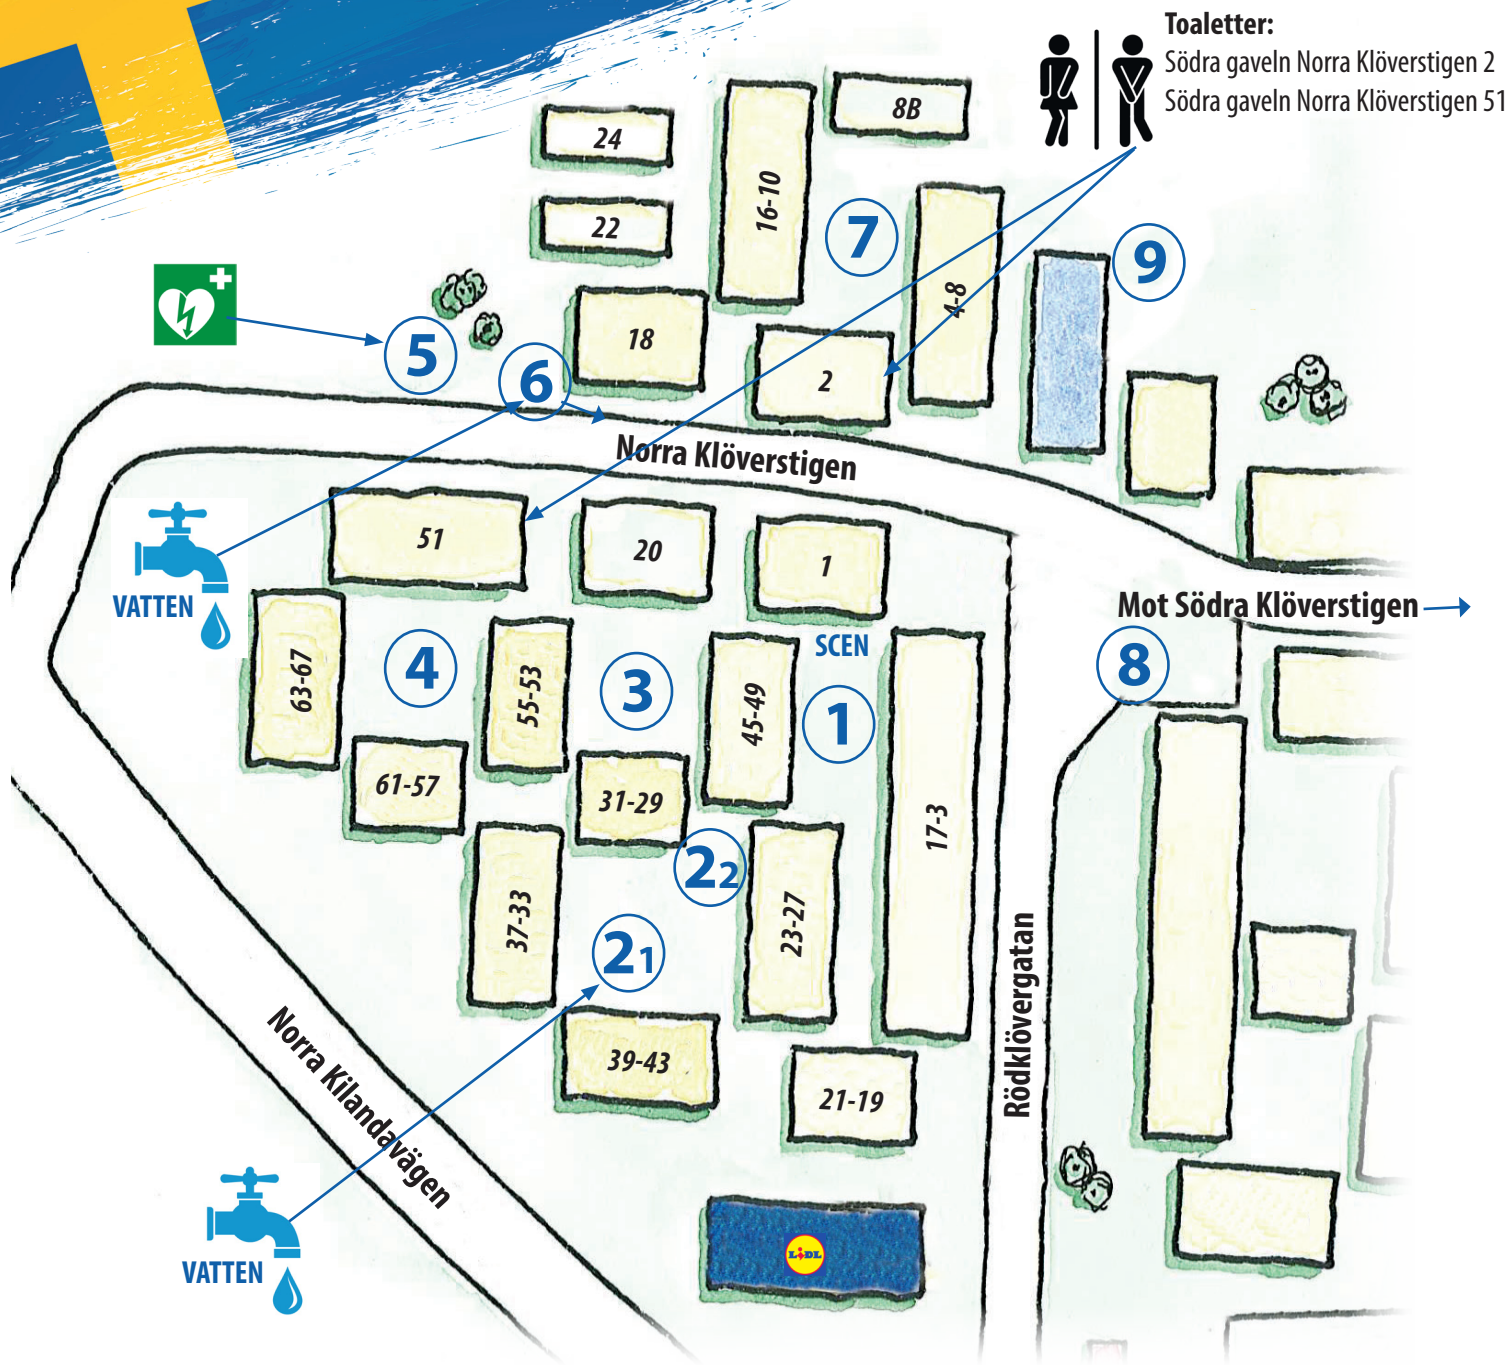 Toaletter:
Södra gaveln Norra Klöverstigen 2
Södra gaveln Norra Klöverstigen 51
8B
24
16-10
22
7
9
4-8
18
5
6
2
Norra Klöverstigen
51
20
1
VATTEN
Mot Södra Klöverstigen
SCEN
8
63-67
4
55-53
3
45-49
1
61-57
31-29
17-3
22
37-33
23-27
21
Rödklövergatan
Norra Kilandavägen
39-43
21-19
LIDL
VATTEN